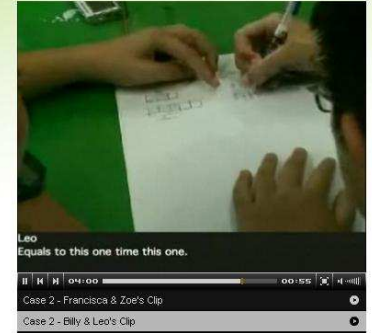 Leo
Equals to this one time this one.
04:00 00:55
Case 2 - Francisca & Zoe's Clip
Case 2 - Billy & Leo's Clip